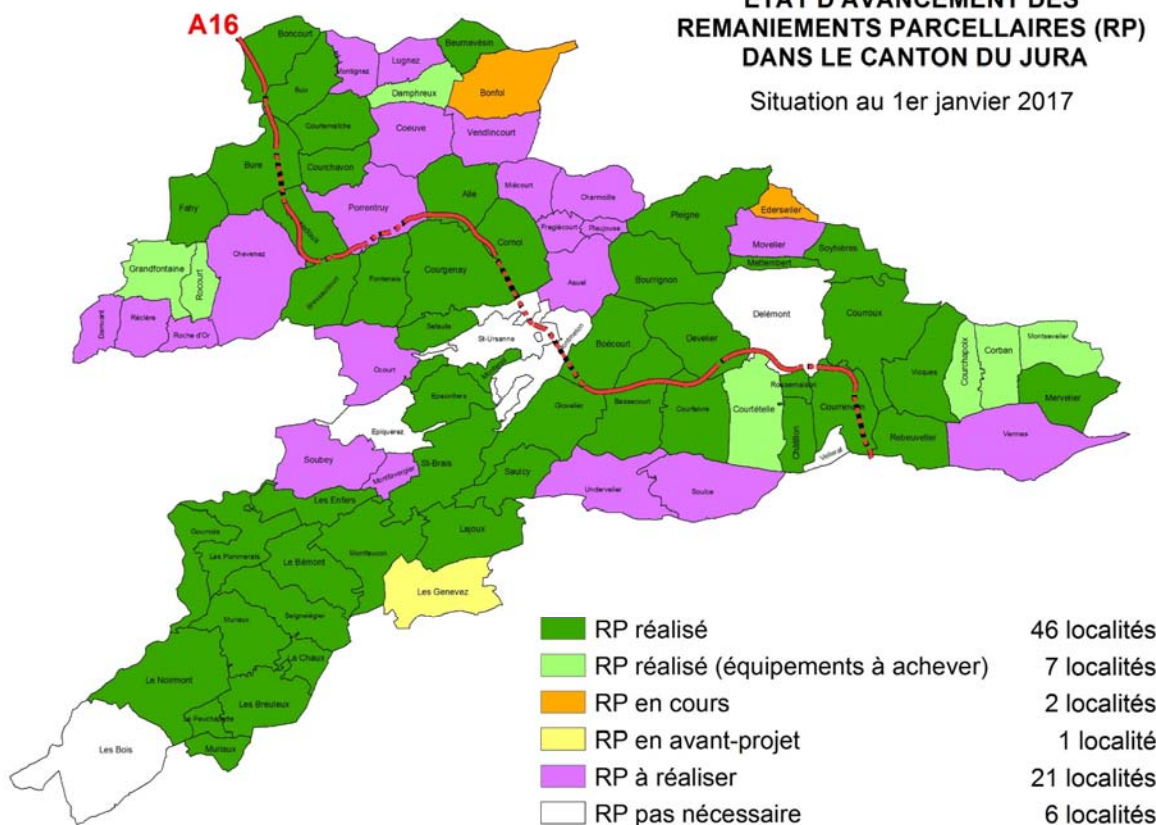 ÉTAT D'AVANCEMENT DES
REMANIEMENTS PARCELLAIRES (RP)
DANS LE CANTON DU JURA
Situation au 1er janvier 2017
A16
Boncourt
Beurnevésin
Montignez
Lugnez
Damphreux
Bonfol
Buix
Courtemaîche
Coeuve
Vendlincourt
Bure
Courchavon
Fahy
Porrentruy
Alle
Miécourt
Charmoille
Pleigne
Ederswiler
Fregiécourt
Pleujouse
Movelier
Soyhières
Mettembert
Grandfontaine
Rocourt
Chevenez
Bressaucourt
Fontenais
Courgenay
Cornol
Asuel
Bourrignon
Delémont
Courroux
Damvant
Réclère
Roche d'Or
Seleute
St-Ursanne
Boécourt
Develier
Vicques
Courchapoix
Corban
Montsevelier
Mervelier
Ocourt
Epauvillers
Epiquerez
Glovelier
Bassecourt
Courfaivre
Courtételle
Rossemaison
Châtillon
Courrendlin
Vellerat
Rebeuvelier
Vermes
Soubey
Montfavergier
St-Brais
Saulcy
Undervelier
Soulce
Les Enfers
Goumois
Les Pommerats
Le Bémont
Montfaucon
Lajoux
Les Genevez
Muriaux
Saignelégier
La Chaux
Le Noirmont
Les Breuleux
Le Peuchapatte
Muriaux
Les Bois
RP réalisé 46 localités
RP réalisé (équipements à achever) 7 localités
RP en cours 2 localités
RP en avant-projet 1 localité
RP à réaliser 21 localités
RP pas nécessaire 6 localités